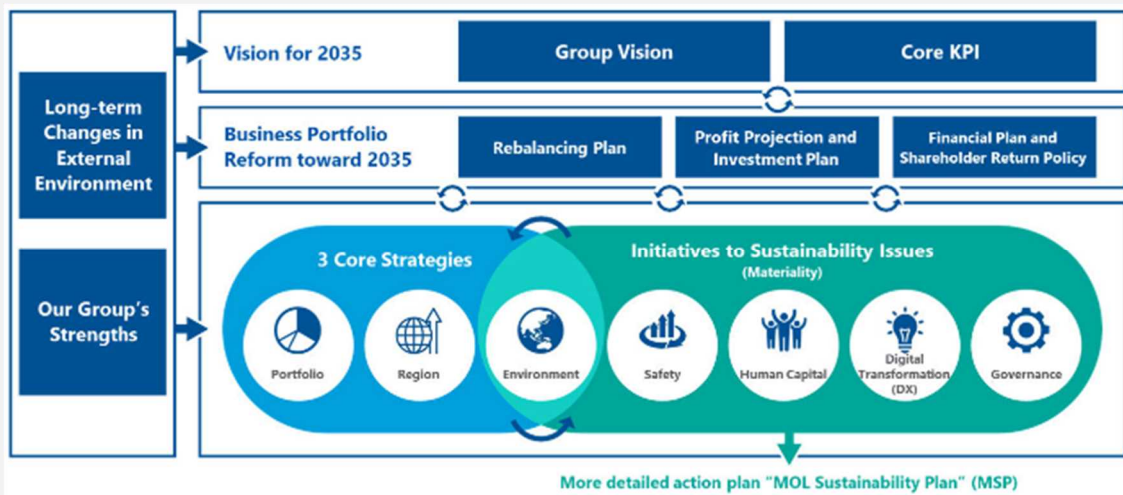 Long-term
Changes in
External
Environment
Our Group's
Strengths
Vision for 2035
Group Vision
Core KPI
Business Portfolio
Reform toward 2035
Rebalancing Plan
Profit Projection and
Investment Plan
Financial Plan and
Shareholder Return Policy
3 Core Strategies
Initiatives to Sustainability Issues
(Materiality)
Portfolio
Region
Environment
Safety
Human Capital
Digital
Transformation
(DX)
Governance
More detailed action plan "MOL Sustainability Plan" (MSP)